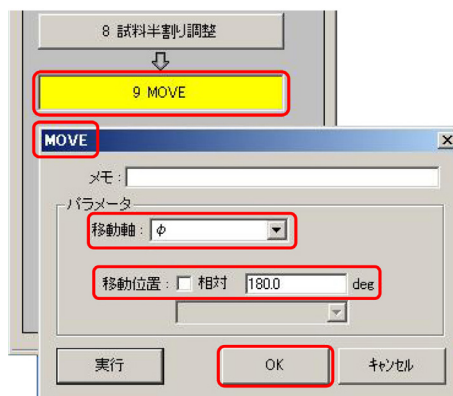 8 試料半割り調整
9 MOVE
MOVE
メモ:
パラメータ
移動軸: φ
移動位置: 相対 180.0 deg
実行 OK キャンセル